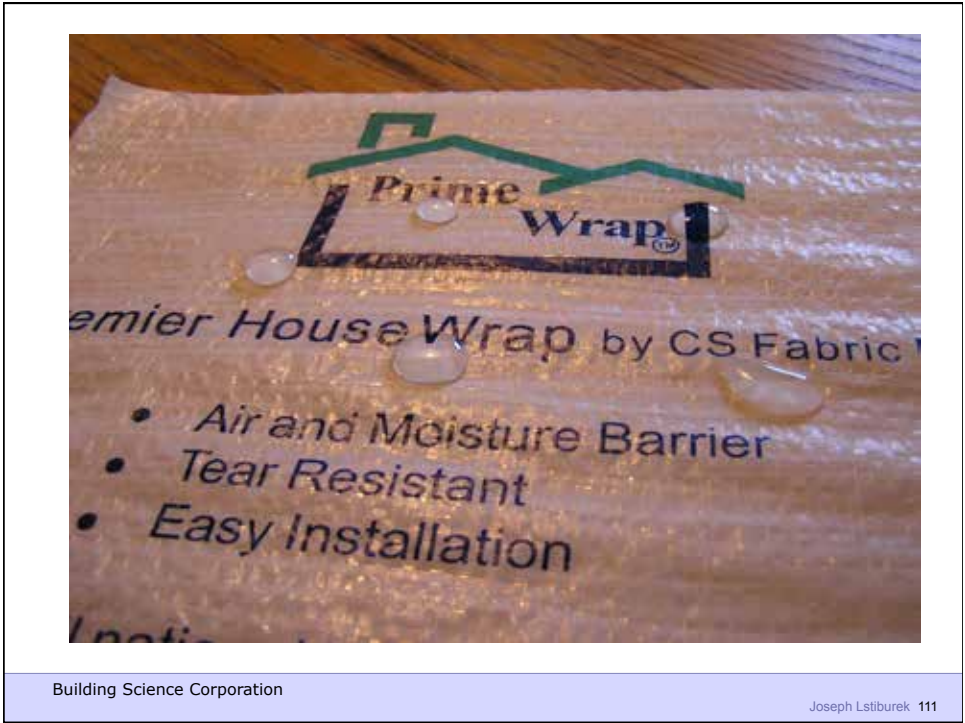 Prime
Wrap™
emier House Wrap by CS Fabric
• Air and Moisture Barrier
• Tear Resistant
• Easy Installation
Building Science Corporation
Joseph Lstiburek 111